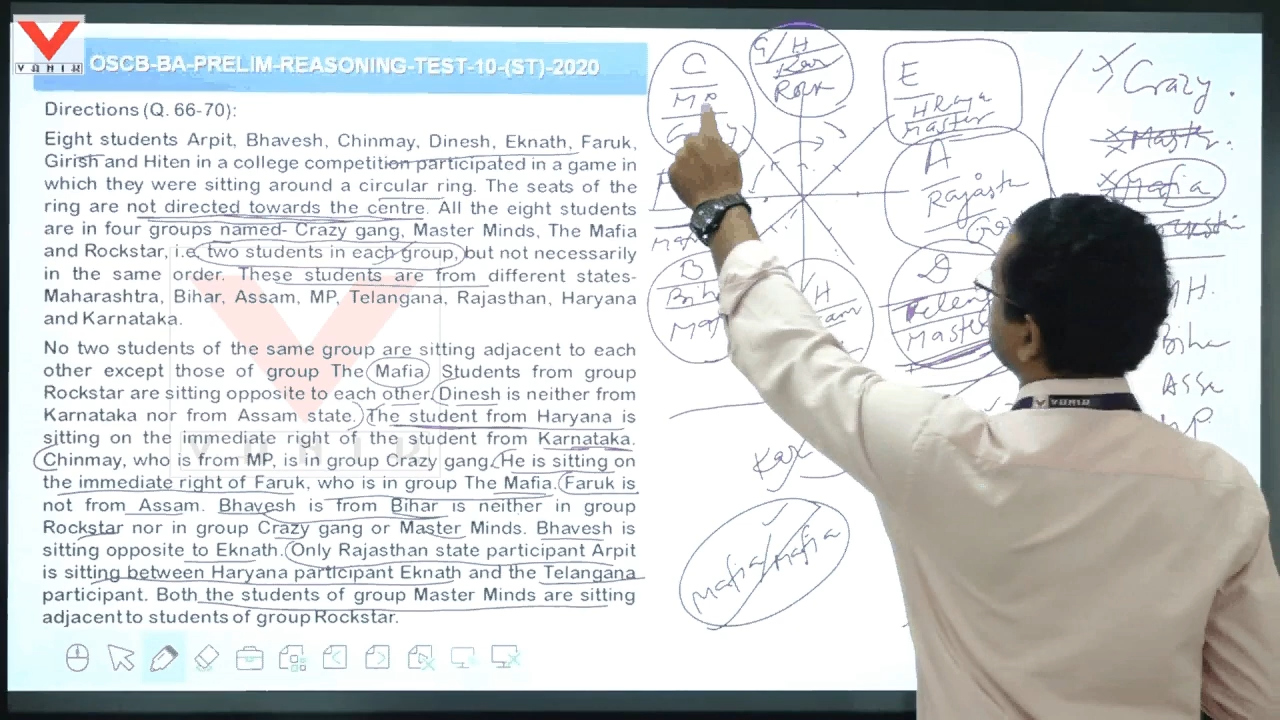 VAHIR
OSCB-BA-PRELIM-REASONING-TEST-10-(ST)-2020
Directions (Q. 66-70):
Eight students Arpit, Bhavesh, Chinmay, Dinesh, Eknath, Faruk,
Girish and Hiten in a college competition participated in a game in
which they were sitting around a circular ring. The seats of the
ring are not directed towards the centre. All the eight students
are in four groups named- Crazy gang, Master Minds, The Mafia
and Rockstar, i.e. two students in each group, but not necessarily
in the same order. These students are from different states-
Maharashtra, Bihar, Assam, MP, Telangana, Rajasthan, Haryana
and Karnataka.
No two students of the same group are sitting adjacent to each
other except those of group The Mafia Students from group
Rockstar are sitting opposite to each other. Dinesh is neither from
Karnataka nor from Assam state. The student from Haryana is
sitting on the immediate right of the student from Karnataka.
Chinmay, who is from MP, is in group Crazy gang. He is sitting on
the immediate right of Faruk, who is in group The Mafia. Faruk is
not from Assam. Bhavesh is from Bihar is neither in group
Rockstar nor in group Crazy gang or Master Minds. Bhavesh is
sitting opposite to Eknath. Only Rajasthan state participant Arpit
is sitting between Haryana participant Eknath and the Telangana
participant. Both the students of group Master Minds are sitting
adjacent to students of group Rockstar.
C
MP
G/H
Kar
Rock
E
Master
A
B
H
D
Master
Kar
Mafia/Mafia
Crazy.
Master
Mafia